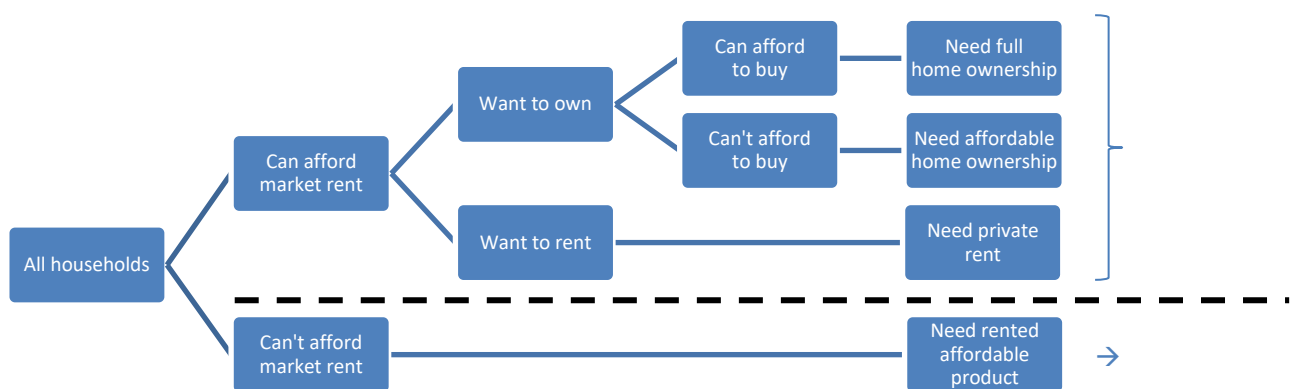 Can afford
to buy
Need full
home ownership
Want to own
Can afford
market rent
Can't afford
to buy
Need affordable
home ownership
All households
Want to rent
Need private
rent
Can't afford
market rent
Need rented
affordable
product